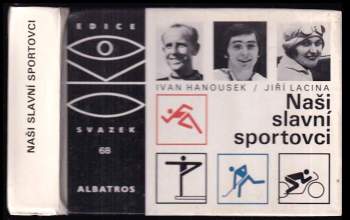 NAŠI SLAVNÍ SPORTOVCI
EDICE
SVAZEK
68
ALBATROS
IVAN HANOUSEK / JIŘÍ LACINA
Naši
slavní
sportovci